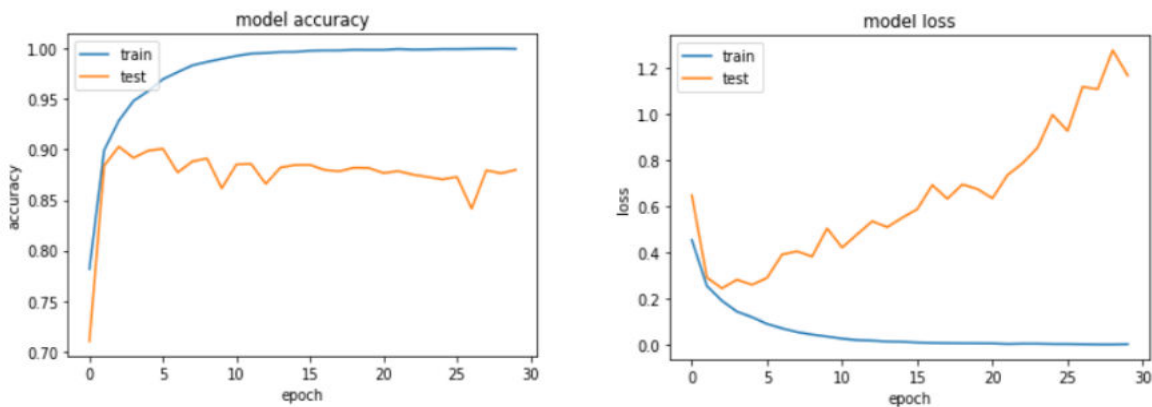 model accuracy
train
test
1.00
0.95
0.90
0.85
0.80
0.75
0.70
accuracy
0 5 10 15 20 25 30
epoch
model loss
train
test
1.2
1.0
0.8
0.6
0.4
0.2
0.0
loss
0 5 10 15 20 25 30
epoch